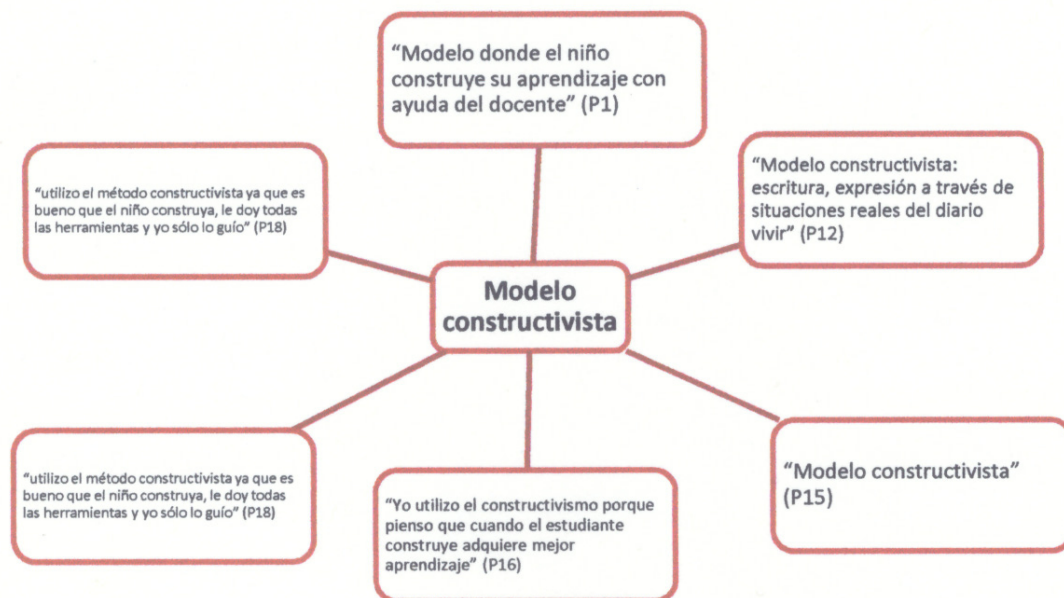 “Modelo donde el niño
construye su aprendizaje con
ayuda del docente” (P1)
“utilizo el método constructivista ya que es
bueno que el niño construya, le doy todas
las herramientas y yo sólo lo guío” (P18)
“Modelo constructivista:
escritura, expresión a través de
situaciones reales del diario
vivir” (P12)
Modelo
constructivista
“utilizo el método constructivista ya que es
bueno que el niño construya, le doy todas
las herramientas y yo sólo lo guío” (P18)
“Yo utilizo el constructivismo porque
pienso que cuando el estudiante
construye adquiere mejor
aprendizaje” (P16)
“Modelo constructivista”
(P15)